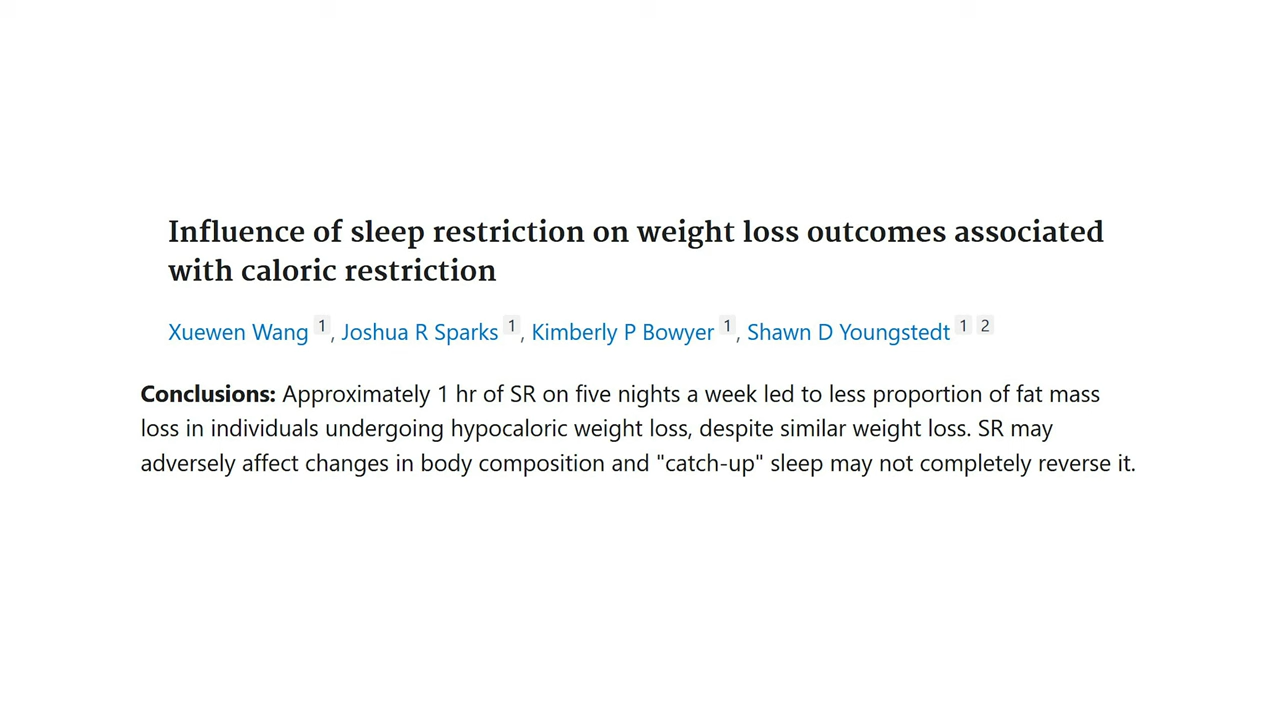 Influence of sleep restriction on weight loss outcomes associated
with caloric restriction
Xuewen Wang 1, Joshua R Sparks 1, Kimberly P Bowyer 1, Shawn D Youngstedt 1 2
Conclusions: Approximately 1 hr of SR on five nights a week led to less proportion of fat mass
loss in individuals undergoing hypocaloric weight loss, despite similar weight loss. SR may
adversely affect changes in body composition and "catch-up" sleep may not completely reverse it.